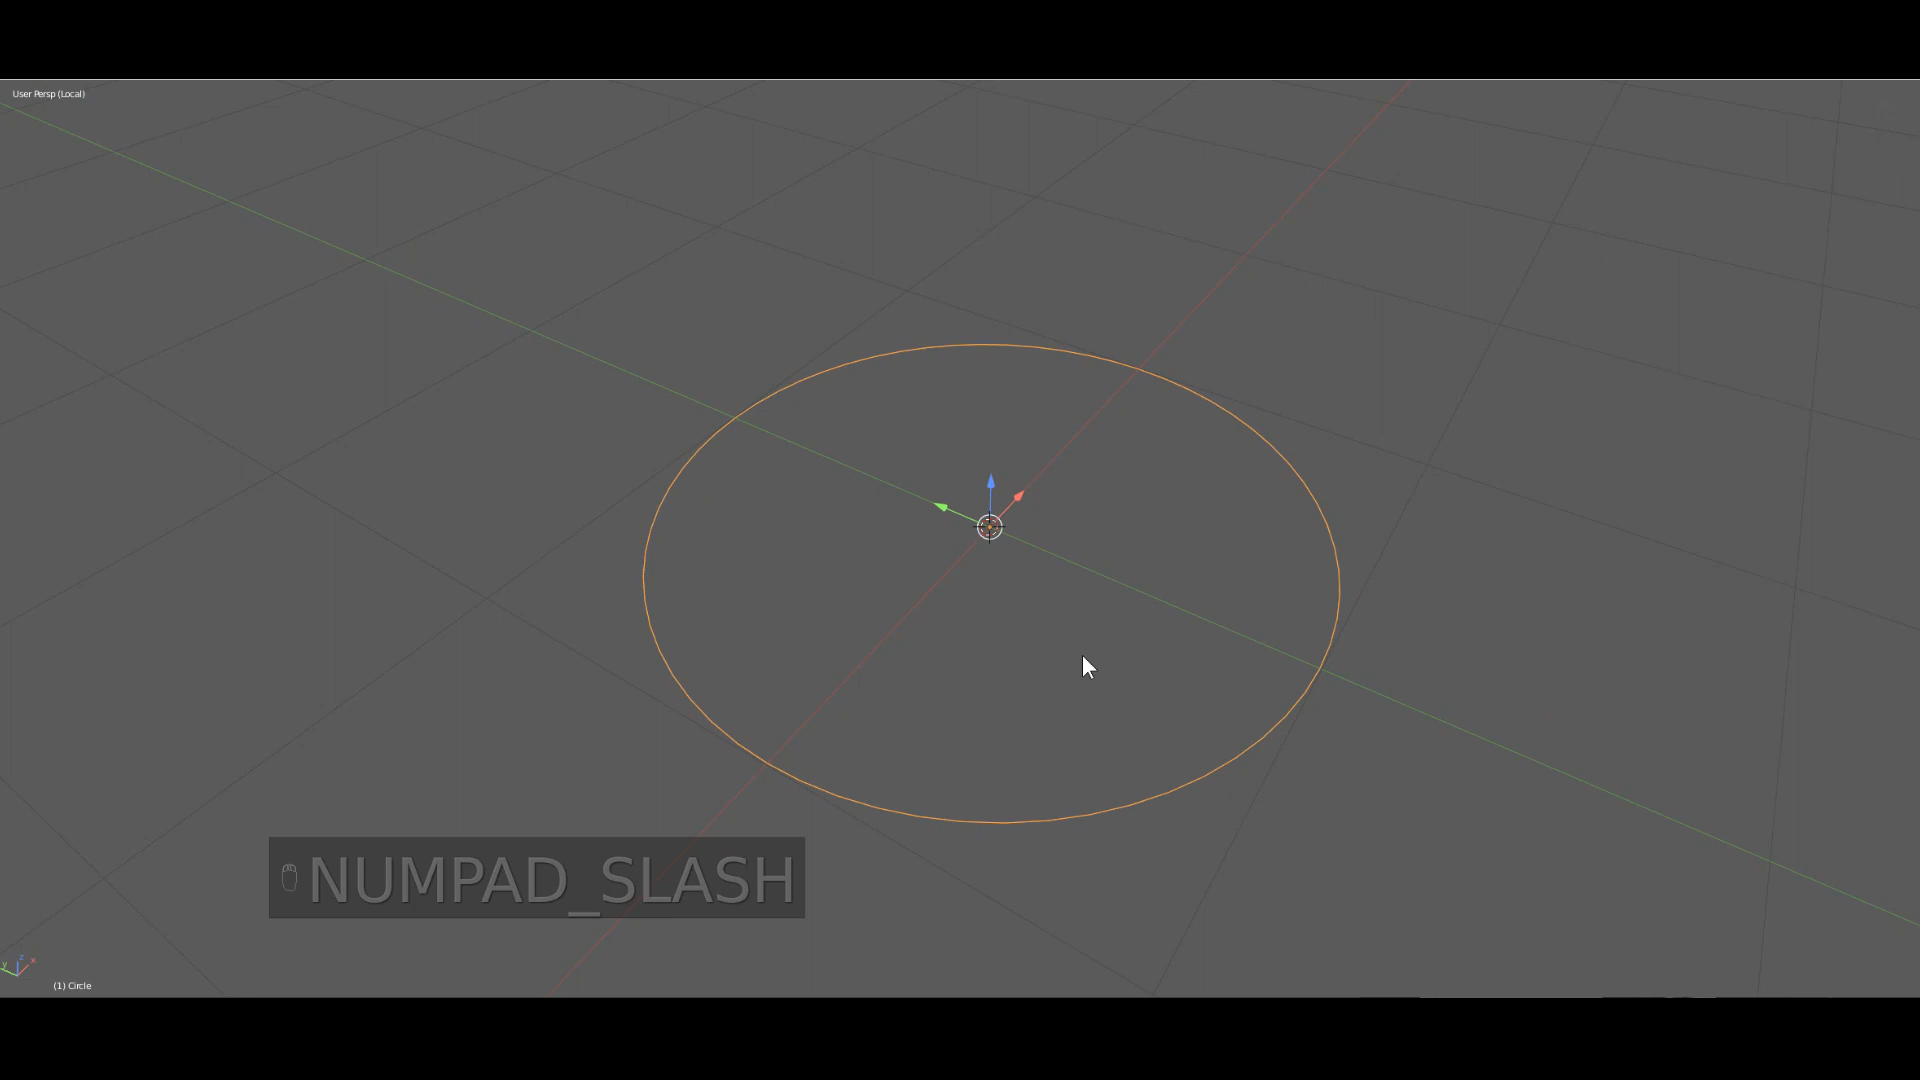 User Persp (Local)
NUMPAD_SLASH
z
y x
(1) Circle